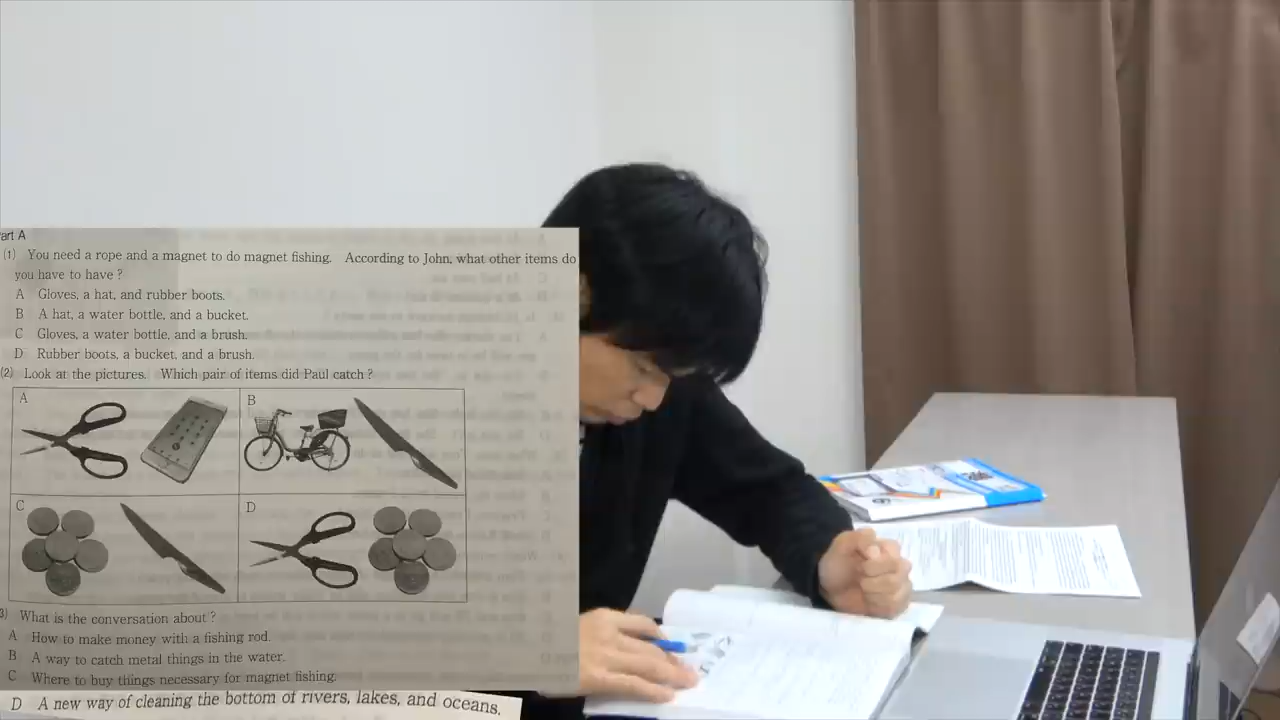 art A
(1) You need a rope and a magnet to do magnet fishing. According to John, what other items do
you have to have?
A Gloves, a hat, and rubber boots.
B A hat, a water bottle, and a bucket.
C Gloves, a water bottle, and a brush.
D Rubber boots, a bucket, and a brush.
(2) Look at the pictures. Which pair of items did Paul catch?
A
B
C
D
3) What is the conversation about?
A How to make money with a fishing rod.
B A way to catch metal things in the water.
C Where to buy things necessary for magnet fishing.
D A new way of cleaning the bottom of rivers, lakes, and oceans.